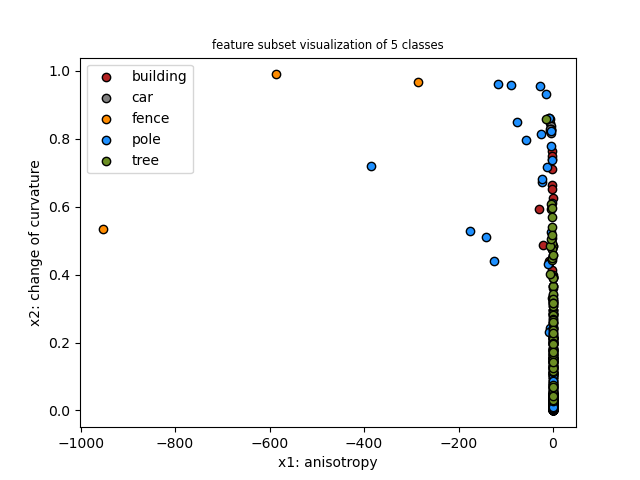 feature subset visualization of 5 classes
building
car
fence
pole
tree
1.0
0.8
0.6
0.4
0.2
0.0
x2: change of curvature
−1000 −800 −600 −400 −200 0
x1: anisotropy